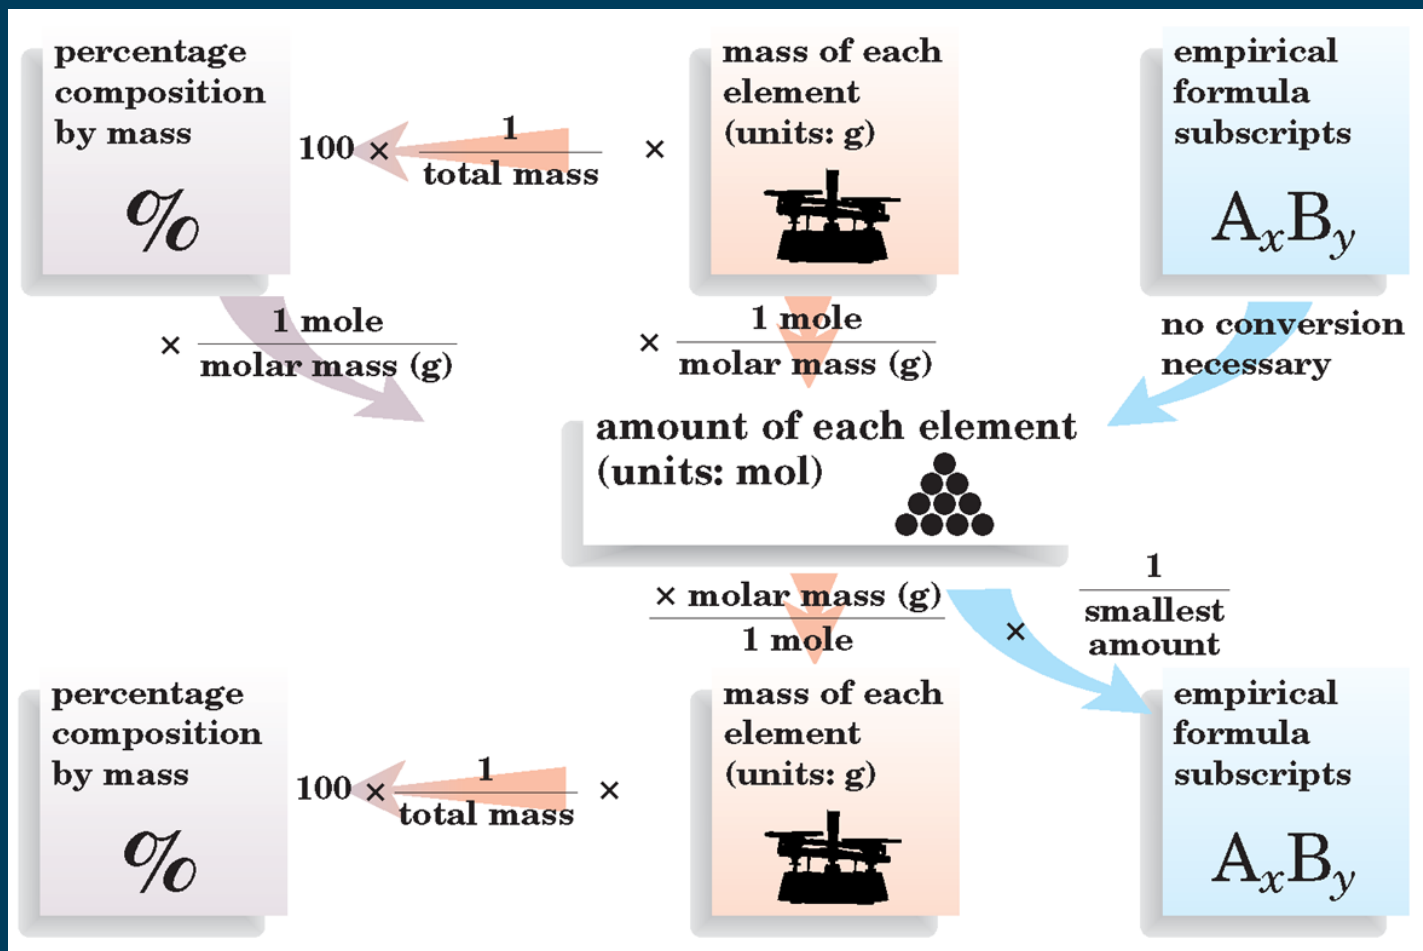 percentage
composition
by mass
%
100 × 1
total mass
×
mass of each
element
(units: g)
empirical
formula
subscripts
AxBy
× 1 mole
molar mass (g)
× 1 mole
molar mass (g)
no conversion
necessary
amount of each element
(units: mol)
× molar mass (g)
1 mole
× 1
smallest
amount
percentage
composition
by mass
%
100 × 1
total mass
×
mass of each
element
(units: g)
empirical
formula
subscripts
AxBy